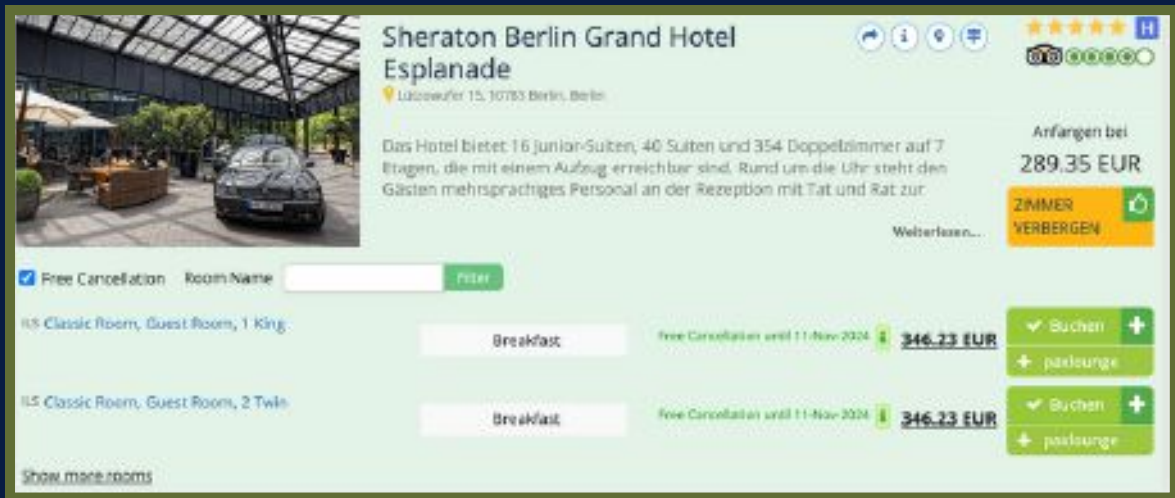 Sheraton Berlin Grand Hotel
Esplanade
Lützowufer 15, 10785 Berlin, Berlin
H
Das Hotel bietet 16 Junior-Suiten, 40 Suiten und 354 Doppelzimmer auf 7
Etagen, die mit einem Aufzug erreichbar sind. Rund um die Uhr steht den
Gästen mehrsprachiges Personal an der Rezeption mit Tat und Rat zur
Weiterlesen...
Anfangen bei
289.35 EUR
ZIMMER
VERBERGEN
Free Cancellation Room Name Filter
Classic Room, Guest Room, 1 King
Breakfast
Free Cancellation until 11-Nov-2024
346.23 EUR
Buchen
paxlounge
Classic Room, Guest Room, 2 Twin
Breakfast
Free Cancellation until 11-Nov-2024
346.23 EUR
Buchen
paxlounge
Show more rooms